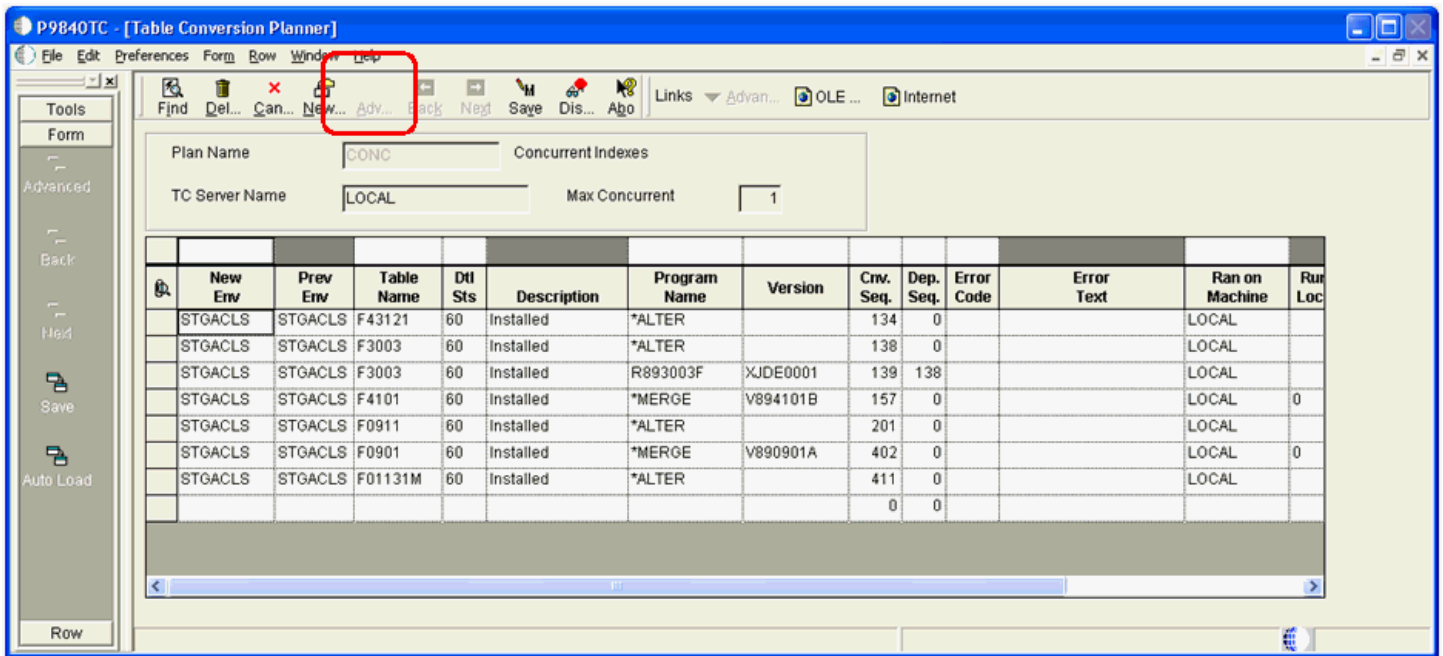 P9840TC - [Table Conversion Planner]
File Edit Preferences Form Row Window Help
Find Del... Can... New... Adv... Back Next Save Dis... Abo Links Advan... OLE ... Internet
Tools
Form
Advanced
Back
Next
Save
Auto Load
Row
Plan Name CONC Concurrent Indexes
TC Server Name LOCAL Max Concurrent 1
New Env Prev Env Table Name Dtl Sts Description Program Name Version Cnv. Seq. Dep. Seq. Error Code Error Text Ran on Machine Run Loc
STGACLS STGACLS F43121 60 Installed *ALTER 134 0 LOCAL
STGACLS STGACLS F3003 60 Installed *ALTER 138 0 LOCAL
STGACLS STGACLS F3003 60 Installed R893003F XJDE0001 139 138 LOCAL
STGACLS STGACLS F4101 60 Installed *MERGE V894101B 157 0 LOCAL 0
STGACLS STGACLS F0911 60 Installed *ALTER 201 0 LOCAL
STGACLS STGACLS F0901 60 Installed *MERGE V890901A 402 0 LOCAL 0
STGACLS STGACLS F01131M 60 Installed *ALTER 411 0 LOCAL
0 0